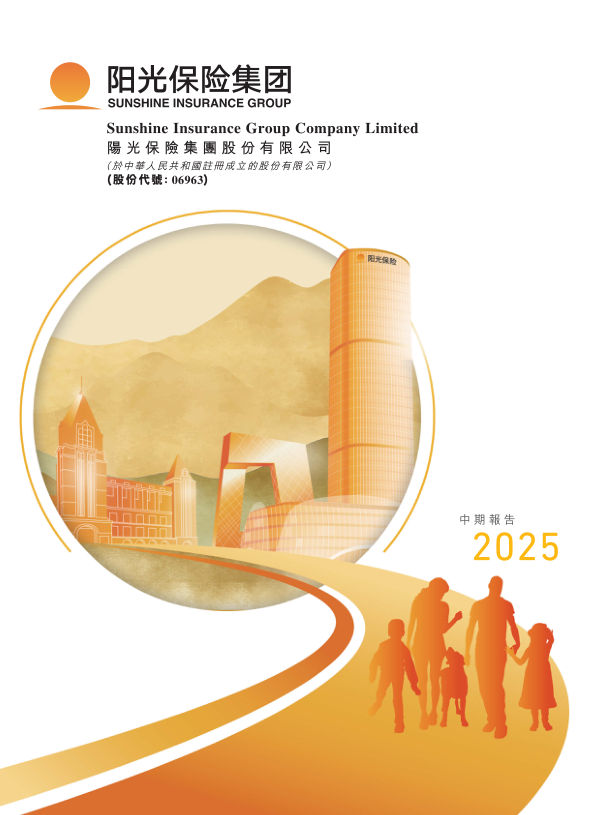 阳光保险集团
SUNSHINE INSURANCE GROUP
Sunshine Insurance Group Company Limited
陽光保險集團股份有限公司
(於中華人民共和國註冊成立的股份有限公司)
(股份代號: 06963)
阳光保险
中期報告
2025